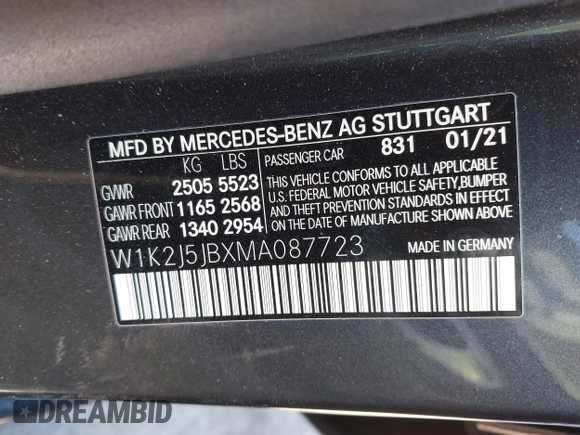 MFD BY MERCEDES-BENZ AG STUTTGART
KG LBS PASSENGER CAR 831 01/21
GVWR 2505 5523
GAWR FRONT 1165 2568
GAWR REAR 1340 2954
THIS VEHICLE CONFORMS TO ALL APPLICABLE
U.S. FEDERAL MOTOR VEHICLE SAFETY,BUMPER
AND THEFT PREVENTION STANDARDS IN EFFECT
ON THE DATE OF MANUFACTURE SHOWN ABOVE.
W1K2J5JBXMA087723 MADE IN GERMANY
DREAMBID